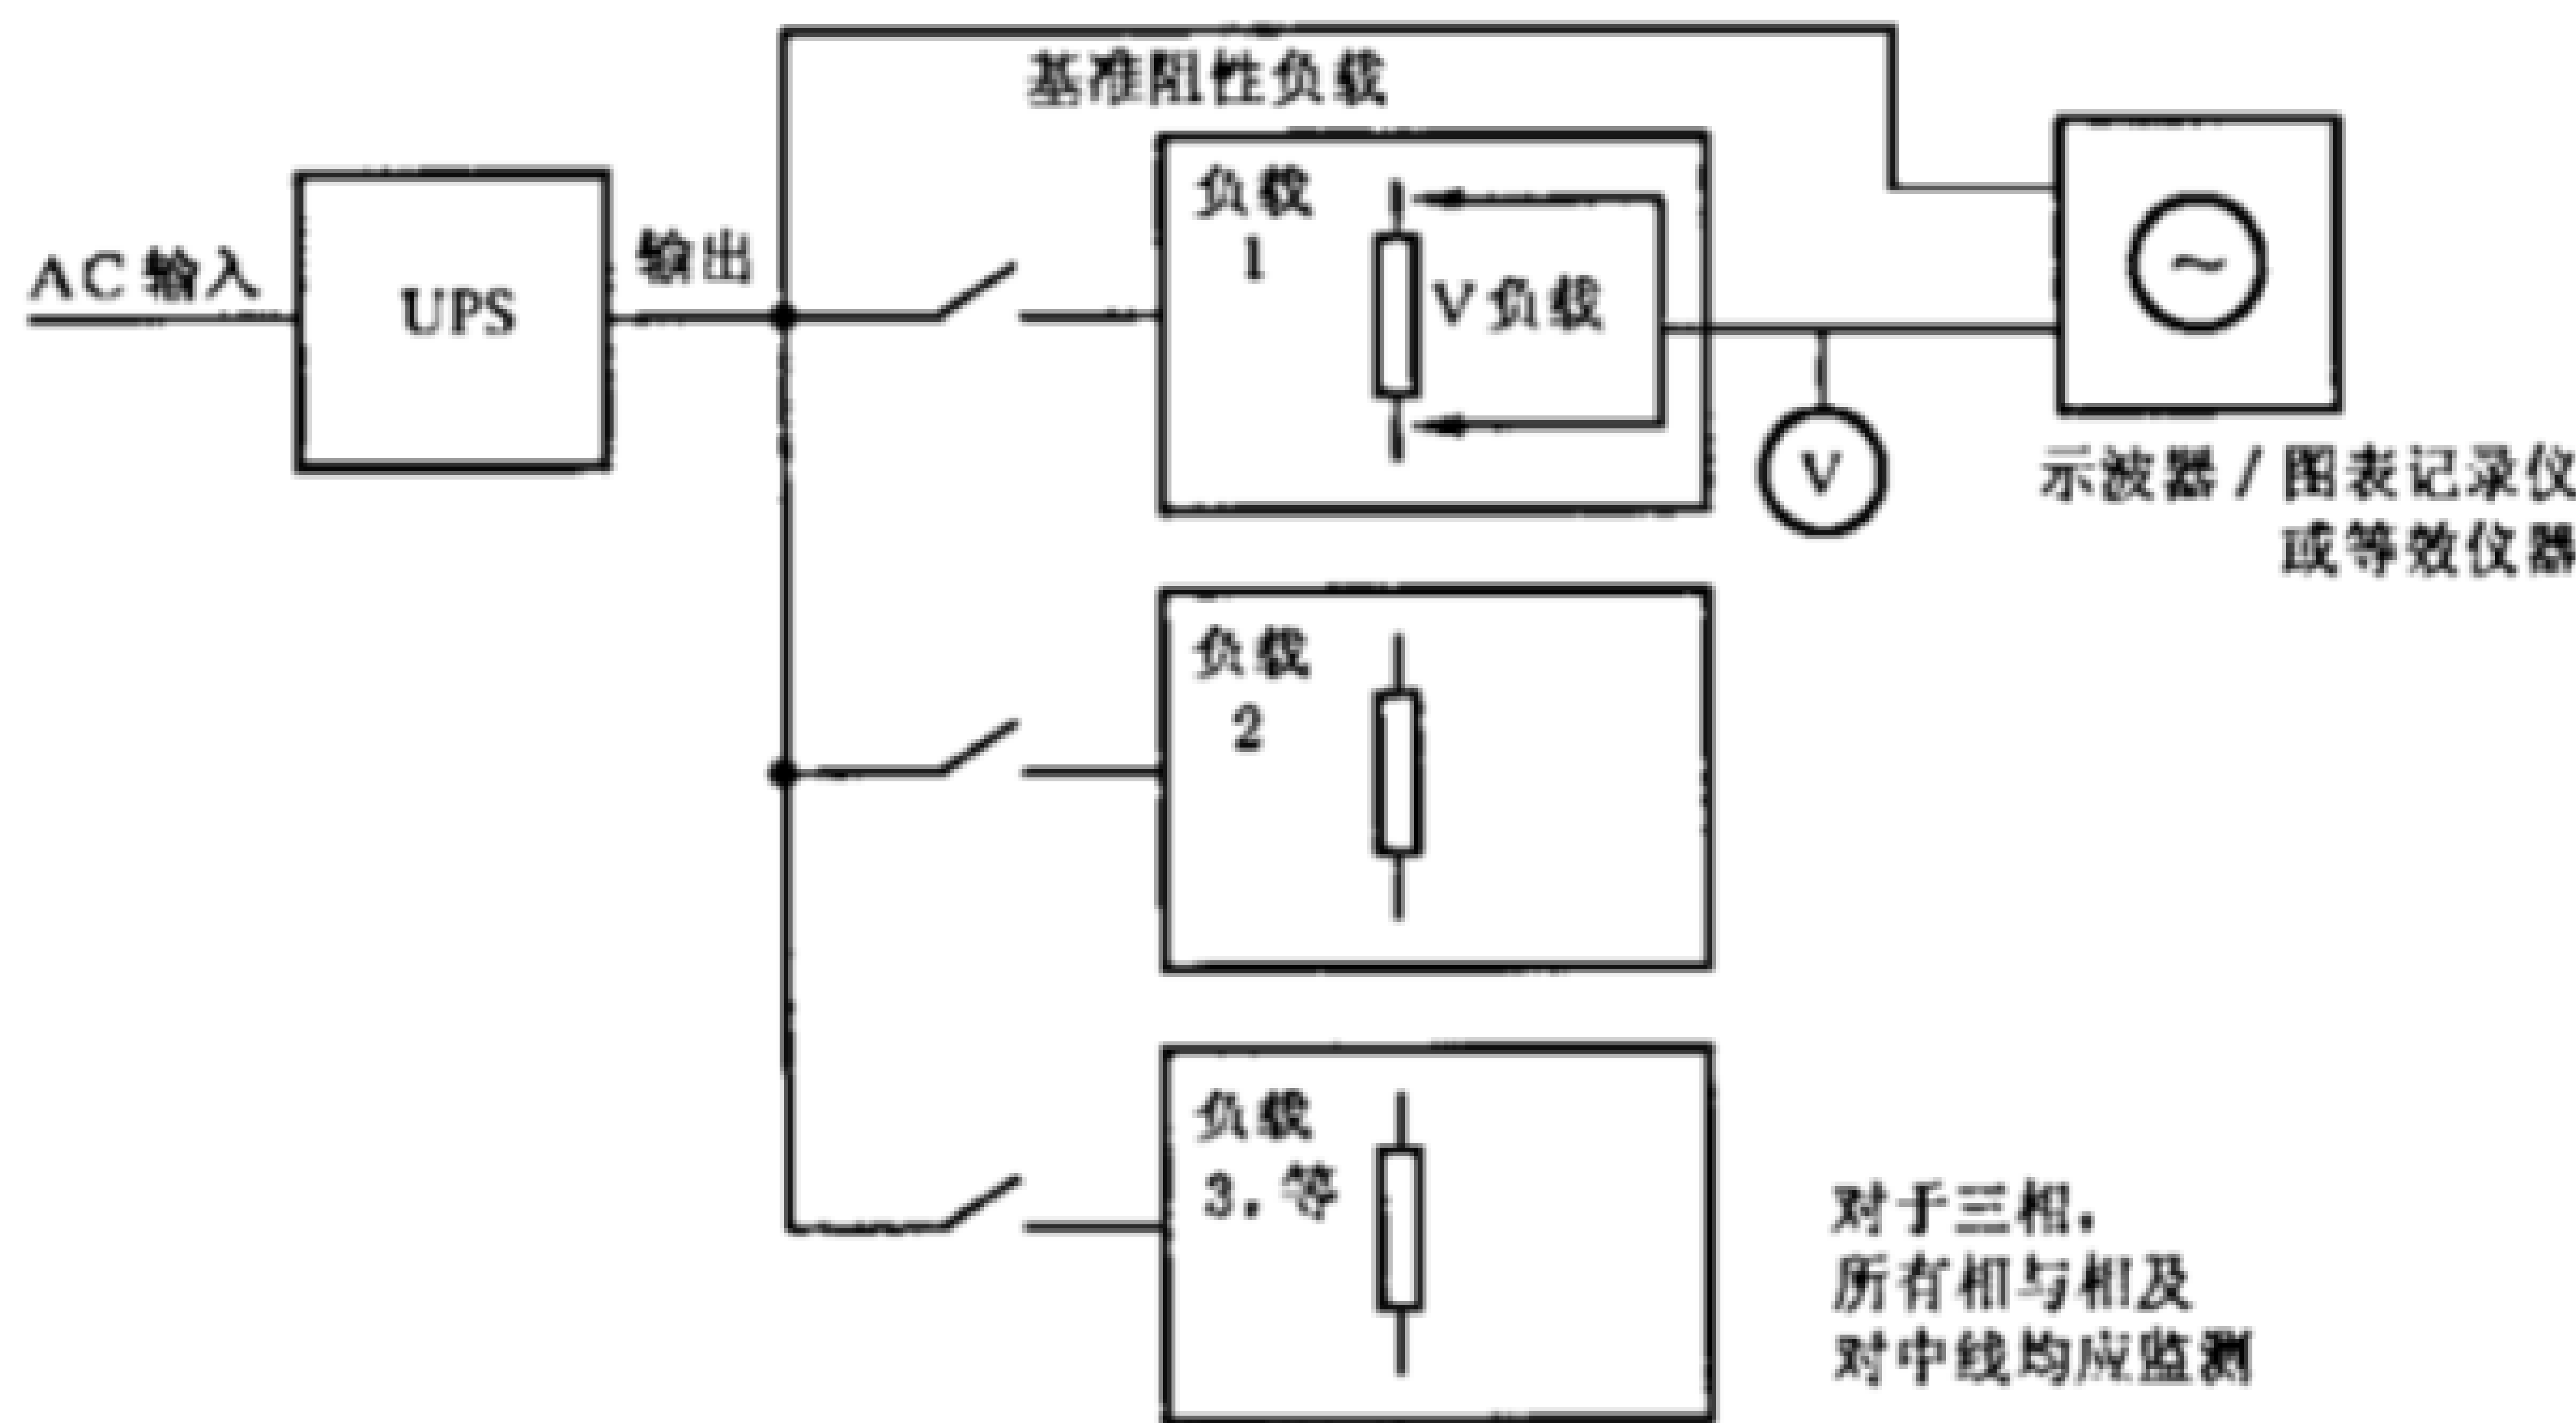 基准阻性负载
负载
1
AC 输入
UPS
输出
V 负载
~
V
示波器 / 图表记录仪
或等效仪器
负载
2
负载
3. 等
对于三相，
所有相与相及
对中线均应监测